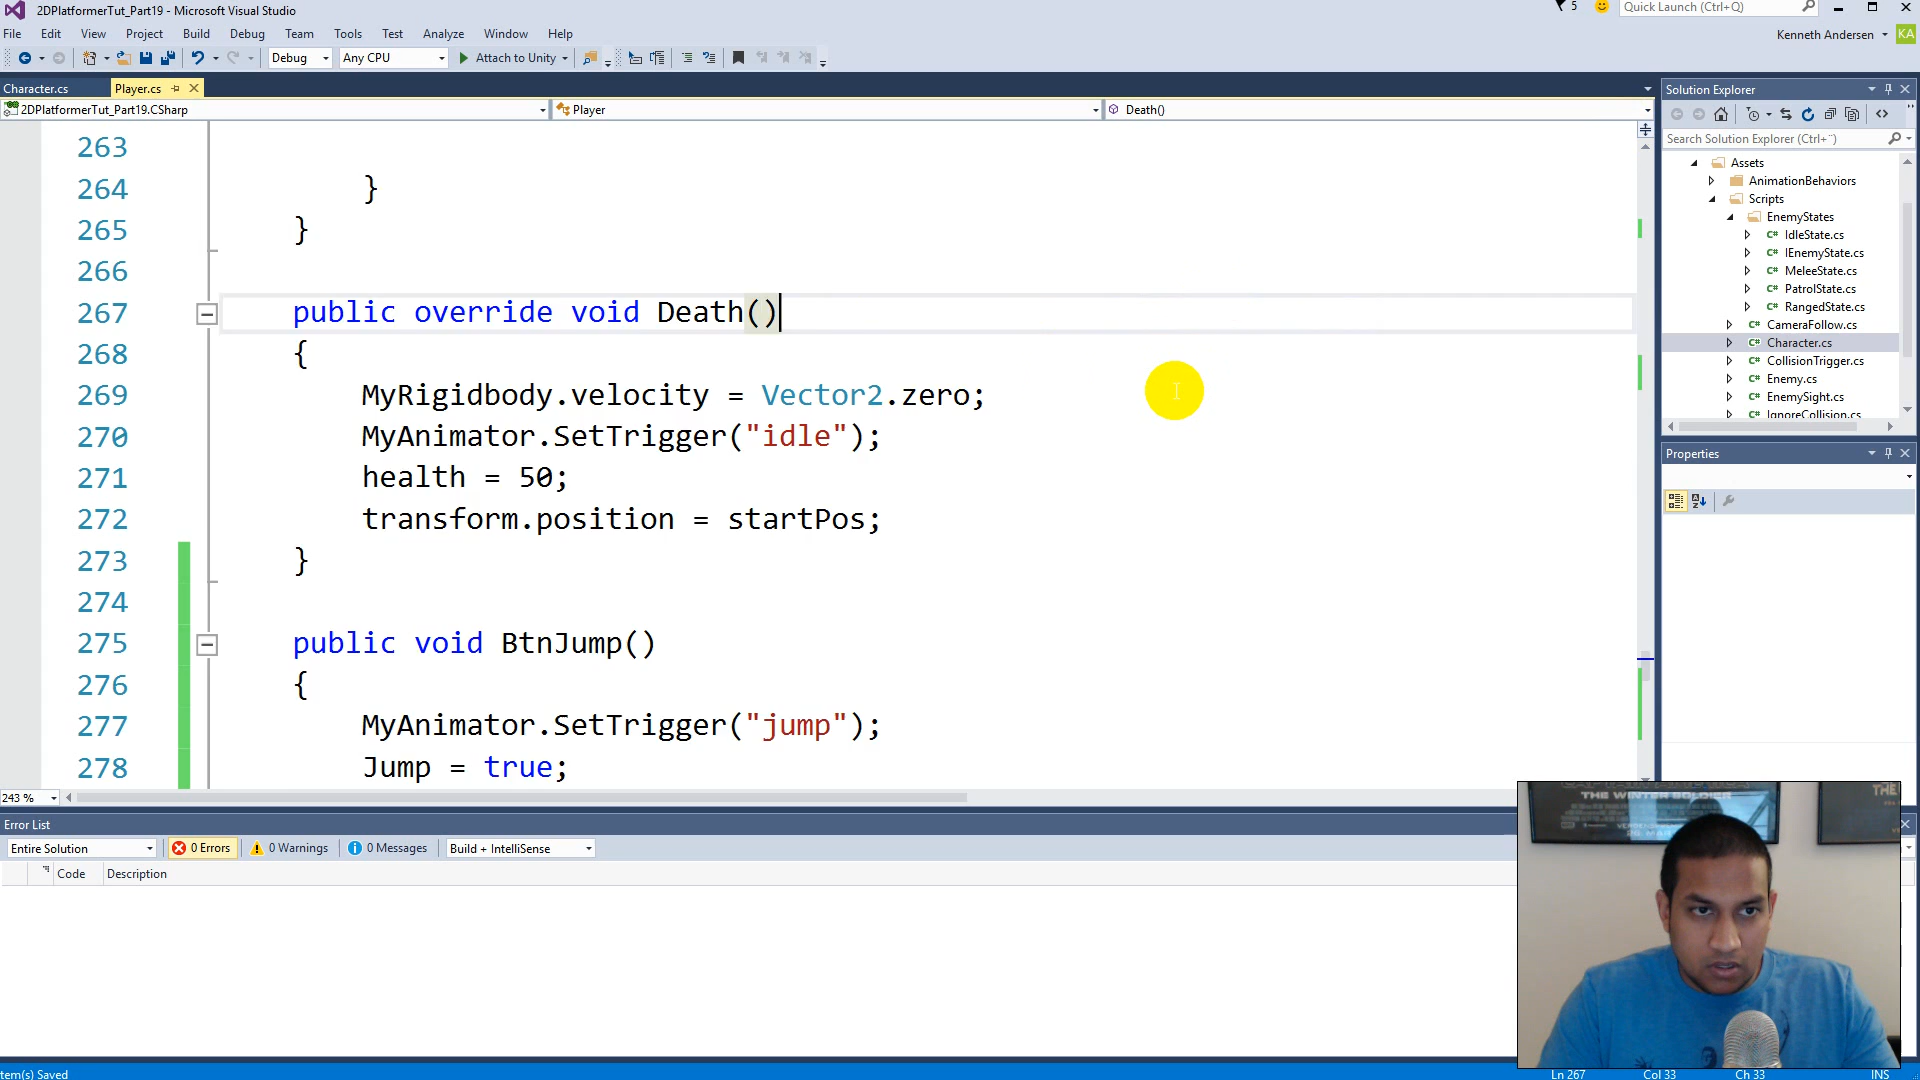 2DPlatformerTut_Part19 - Microsoft Visual Studio
5
Quick Launch (Ctrl+Q)
File Edit View Project Build Debug Team Tools Test Analyze Window Help
Kenneth Andersen
KA
Debug Any CPU Attach to Unity
Character.cs Player.cs
2DPlatformerTut_Part19.CSharp Player Death()
263
264 }
265 }
266
267 public override void Death()
268 {
269 MyRigidbody.velocity = Vector2.zero;
270 MyAnimator.SetTrigger("idle");
271 health = 50;
272 transform.position = startPos;
273 }
274
275 public void BtnJump()
276 {
277 MyAnimator.SetTrigger("jump");
278 Jump = true;
243 %
Solution Explorer
Search Solution Explorer (Ctrl+¨)
Assets
AnimationBehaviors
Scripts
EnemyStates
C# IdleState.cs
C# IEnemyState.cs
C# MeleeState.cs
C# PatrolState.cs
C# RangedState.cs
C# CameraFollow.cs
C# Character.cs
C# CollisionTrigger.cs
C# Enemy.cs
C# EnemySight.cs
C# IgnoreCollision.cs
Properties
Error List
Entire Solution 0 Errors 0 Warnings 0 Messages Build + IntelliSense
Code Description
THE WINTER SOLDIER
THE
tem(s) Saved
Ln 267 Col 33 Ch 33 INS